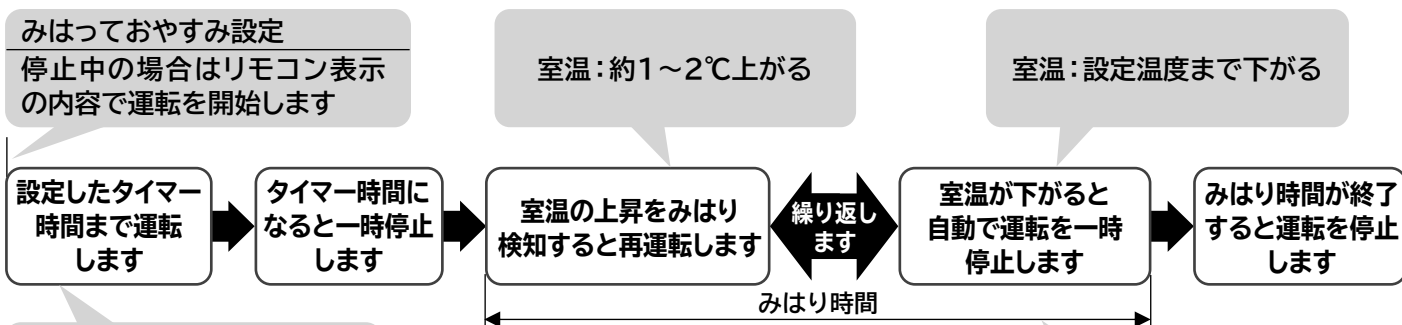 みはっておやすみ設定
停止中の場合はリモコン表示
の内容で運転を開始します
室温：約1～2℃上がる
室温：設定温度まで下がる
設定したタイマー
時間まで運転
します
タイマー時間に
なると一時停止
します
室温の上昇をみはり
検知すると再運転します
繰り返し
ます
室温が下がると
自動で運転を一時
停止します
みはり時間が終了
すると運転を停止
します
みはり時間